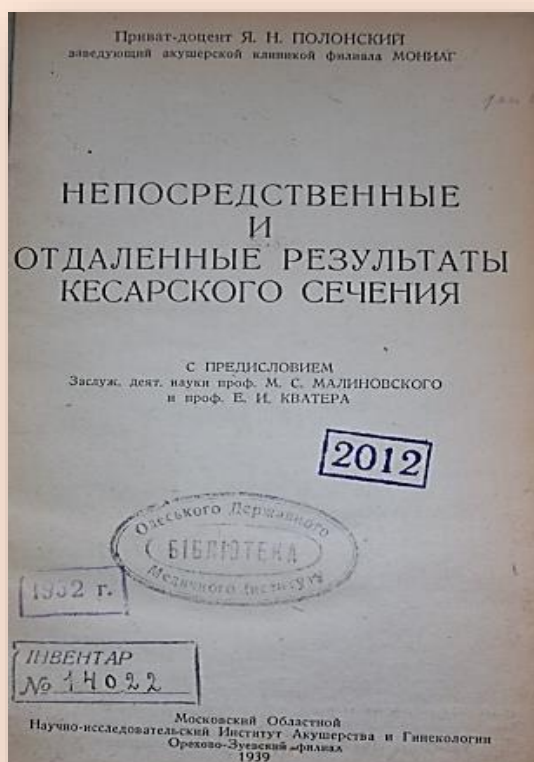 Приват-доцент Я. Н. ПОЛОНСКИЙ
заведующий акушерской клиникой филиала МОНИАГ
НЕПОСРЕДСТВЕННЫЕ
И
ОТДАЛЕННЫЕ РЕЗУЛЬТАТЫ
КЕСАРСКОГО СЕЧЕНИЯ
С ПРЕДИСЛОВИЕМ
Заслуж. деят. науки проф. М. С. МАЛИНОВСКОГО
и проф. Е. И. КВАТЕРА
2012
Одеського Державного
БІБЛІОТЕКА
Медичного Інституту
г.
ІНВЕНТАР
№ 14022
Московский Областной
Научно-исследовательский Институт Акушерства и Гинекологии
Орехово-Зуевский филиал
1939